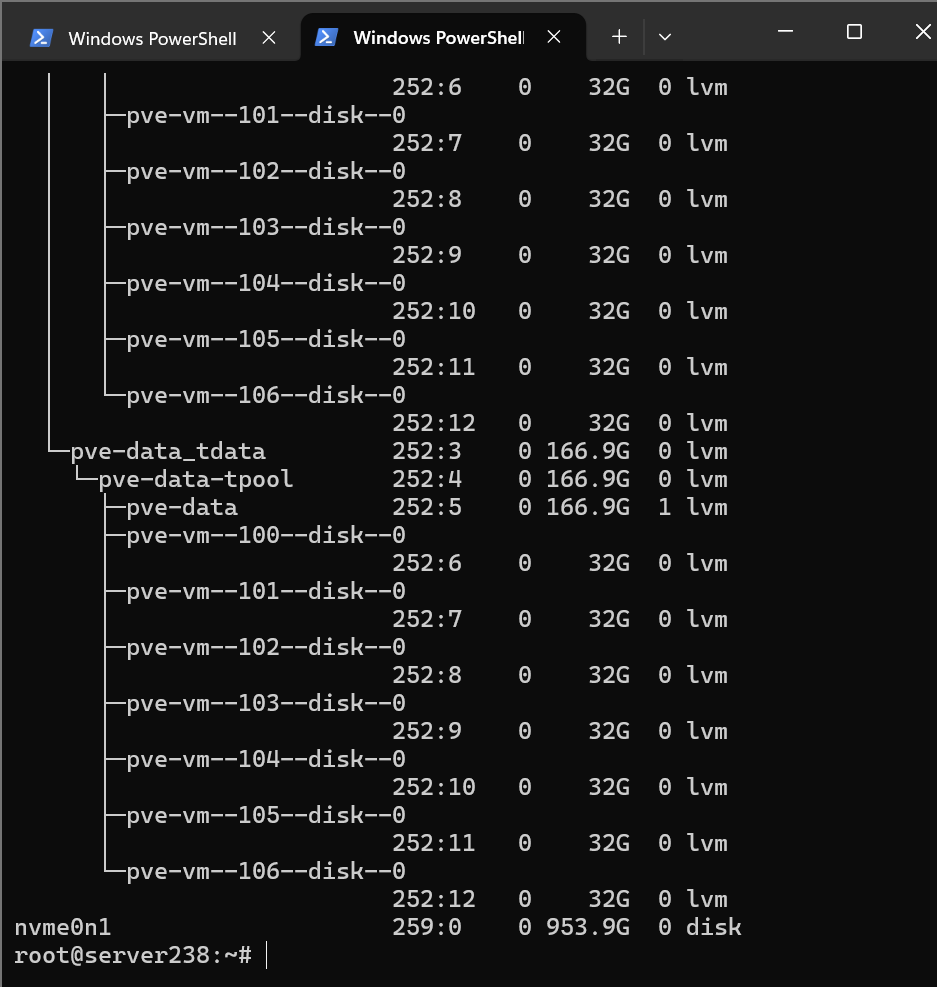 Windows PowerShell
Windows PowerShell
252:6 0 32G 0 lvm
├─pve-vm--101--disk--0
252:7 0 32G 0 lvm
├─pve-vm--102--disk--0
252:8 0 32G 0 lvm
├─pve-vm--103--disk--0
252:9 0 32G 0 lvm
├─pve-vm--104--disk--0
252:10 0 32G 0 lvm
├─pve-vm--105--disk--0
252:11 0 32G 0 lvm
└─pve-vm--106--disk--0
252:12 0 32G 0 lvm
└─pve-data_tdata 252:3 0 166.9G 0 lvm
└─pve-data-tpool 252:4 0 166.9G 0 lvm
├─pve-data 252:5 0 166.9G 1 lvm
├─pve-vm--100--disk--0
252:6 0 32G 0 lvm
├─pve-vm--101--disk--0
252:7 0 32G 0 lvm
├─pve-vm--102--disk--0
252:8 0 32G 0 lvm
├─pve-vm--103--disk--0
252:9 0 32G 0 lvm
├─pve-vm--104--disk--0
252:10 0 32G 0 lvm
├─pve-vm--105--disk--0
252:11 0 32G 0 lvm
└─pve-vm--106--disk--0
252:12 0 32G 0 lvm
nvme0n1 259:0 0 953.9G 0 disk
root@server238:~#